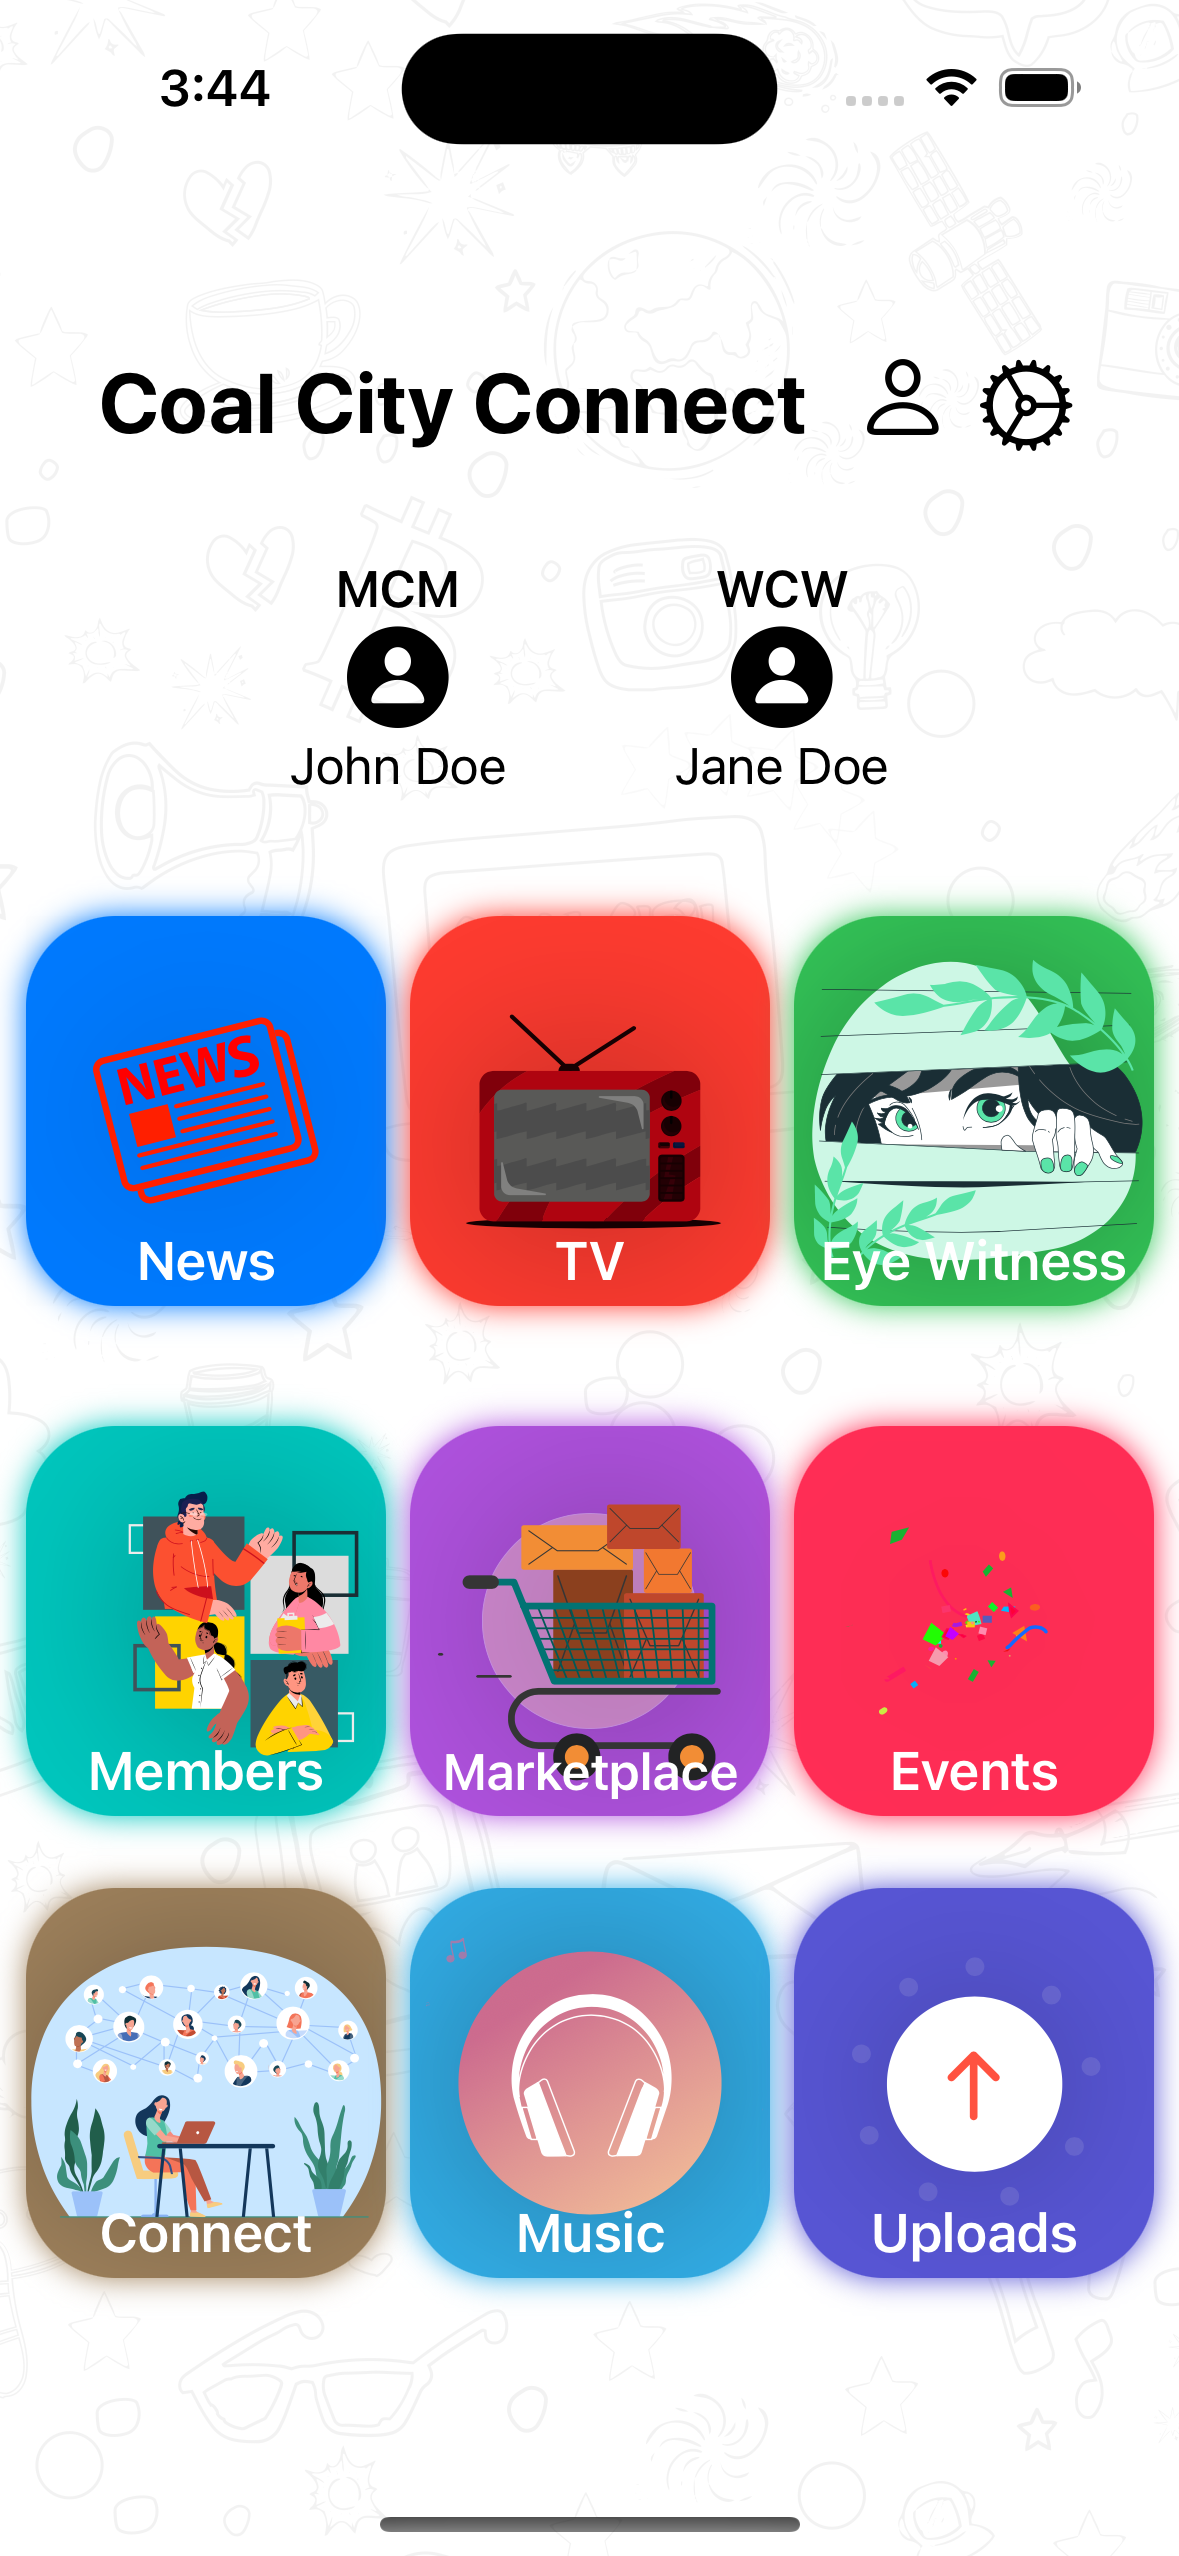 3:44
Coal City Connect
MCM
WCW
John Doe
Jane Doe
NEWS
News
TV
Eye Witness
Members
Marketplace
Events
Connect
Music
Uploads